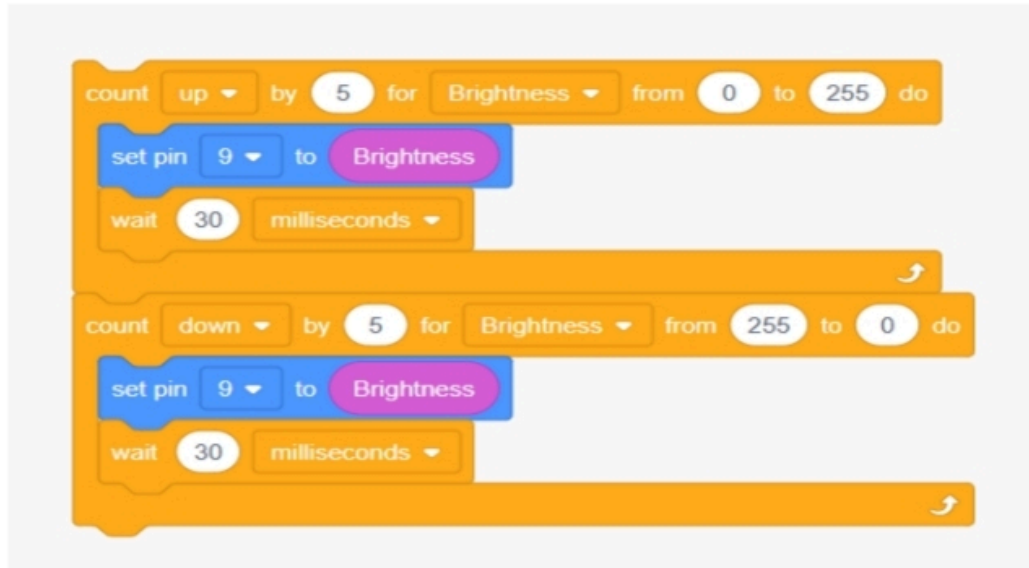 count up by 5 for Brightness from 0 to 255 do
set pin 9 to Brightness
wait 30 milliseconds
count down by 5 for Brightness from 255 to 0 do
set pin 9 to Brightness
wait 30 milliseconds